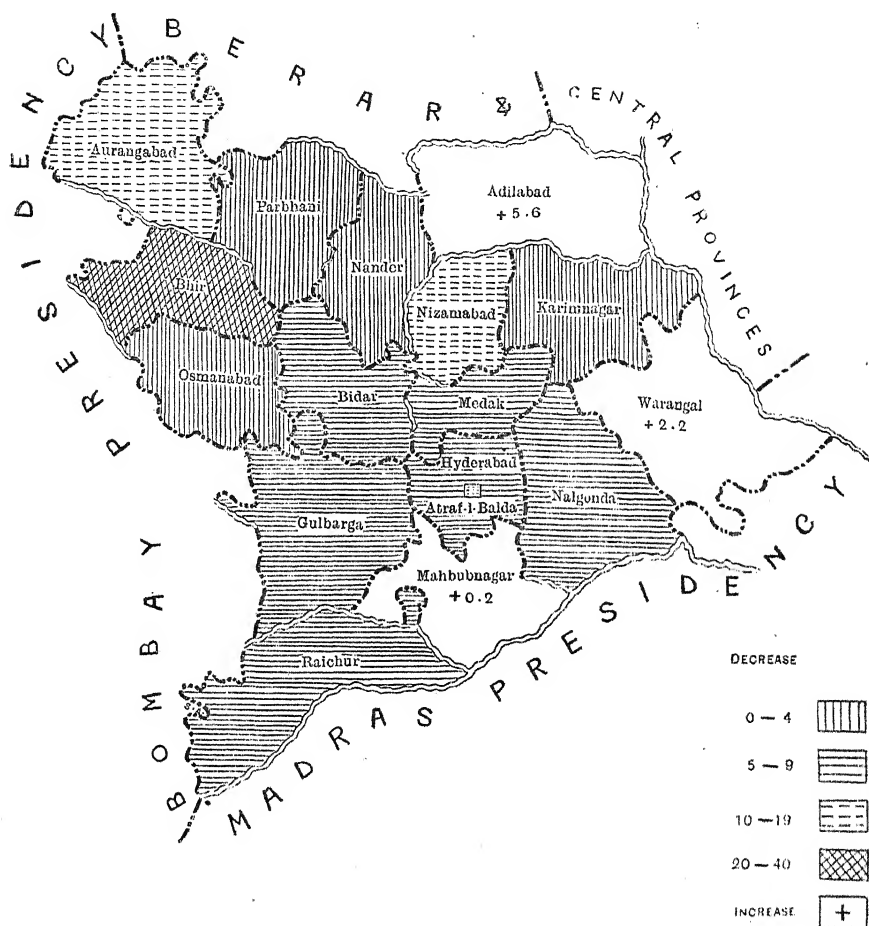 BERAR &
CENTRAL PROVINCES
BOMBAY PRESIDENCY
Aurangabad
Parbhani
Adilabad
+ 5.6
Nander
Bhir
Nizamabad
Karimnagar
Osmanabad
Bidar
Medak
Warangal
+ 2.2
Hyderabad
Atraf-i-Balda
Nalgonda
Gulbarga
Mahbubnagar
+ 0.2
Raichur
MADRAS PRESIDENCY
DECREASE
0 — 4
5 — 9
10 — 19
20 — 40
INCREASE +